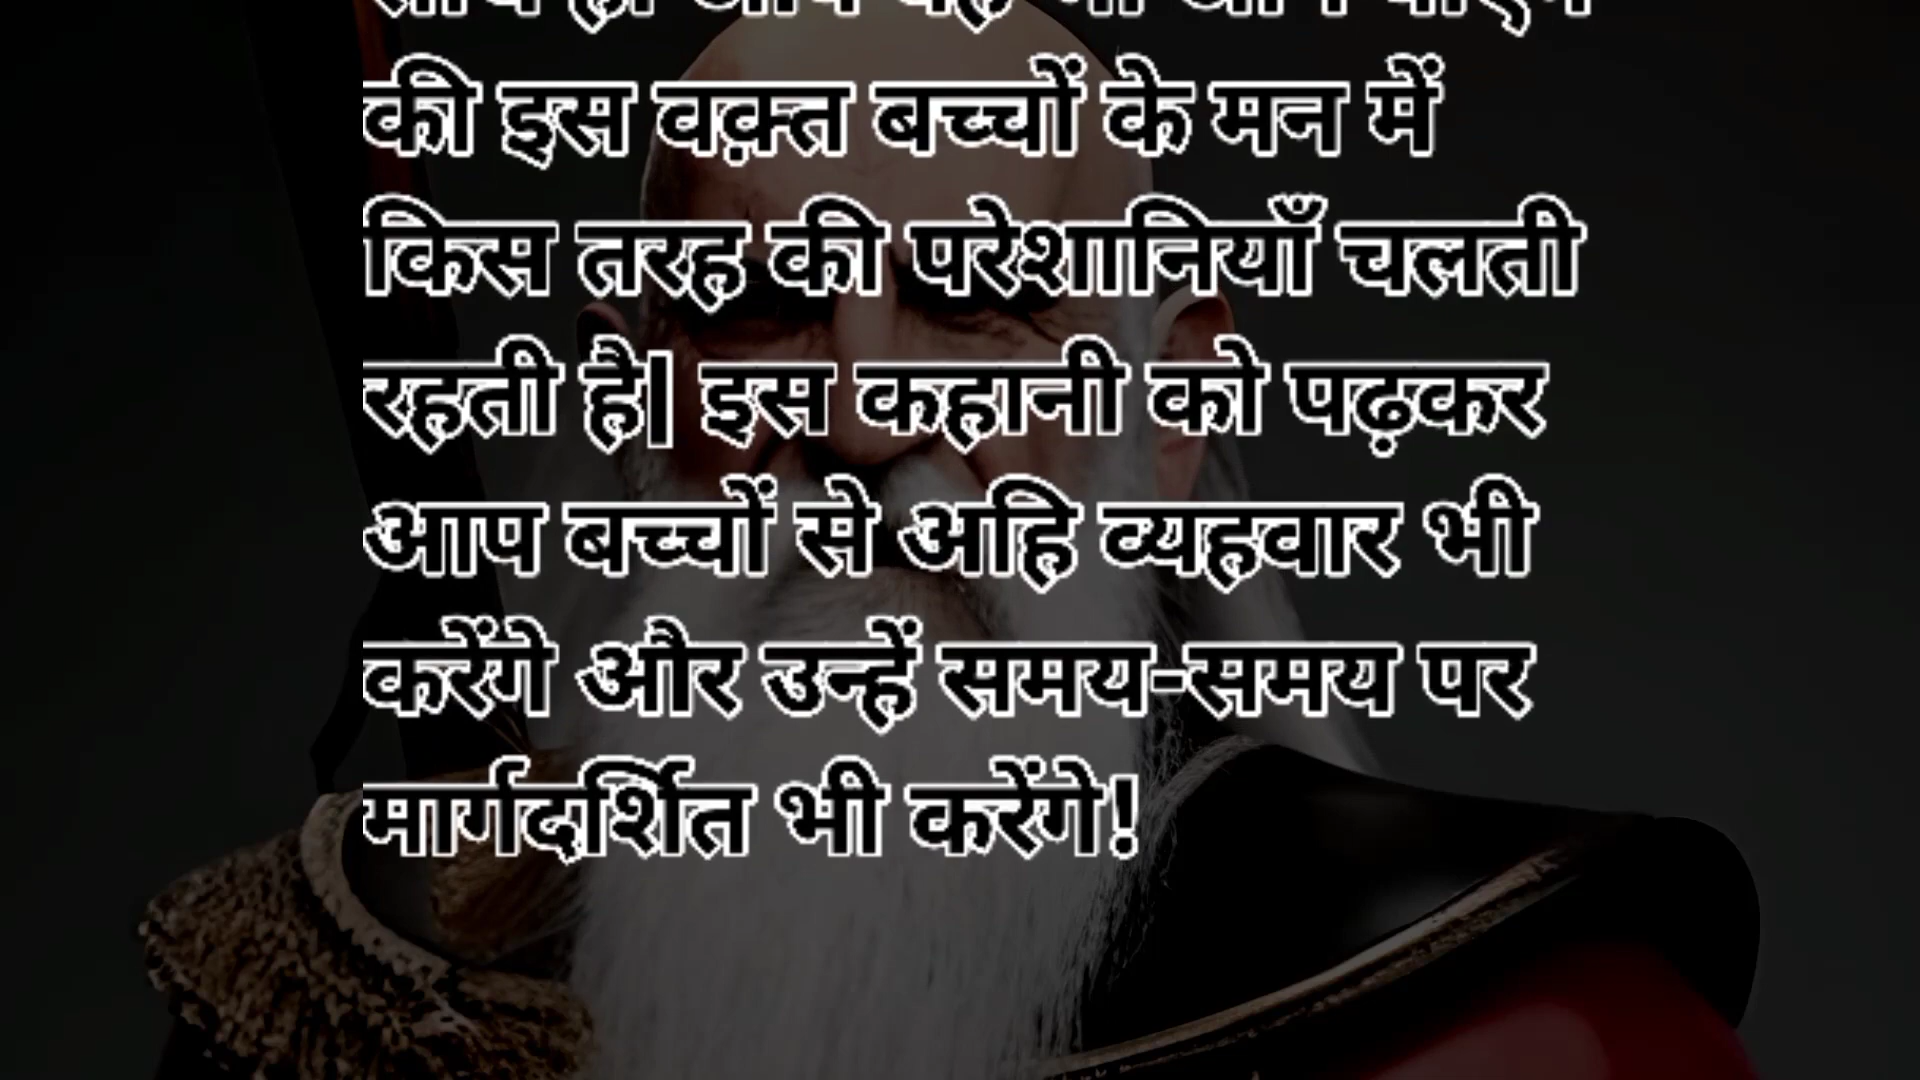 की इस वक़्त बच्चों के मन में
किस तरह की परेशानियाँ चलती
रहती है| इस कहानी को पढ़कर
आप बच्चों से अहि व्यहवार भी
करेंगे और उन्हें समय-समय पर
मार्गदर्शित भी करेंगे!